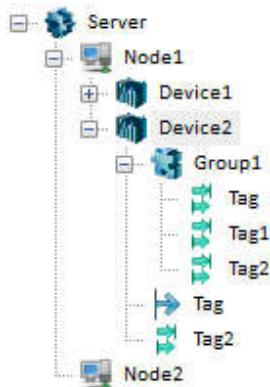 Server
Node1
Device1
Device2
Group1
Tag
Tag1
Tag2
Tag
Tag2
Node2